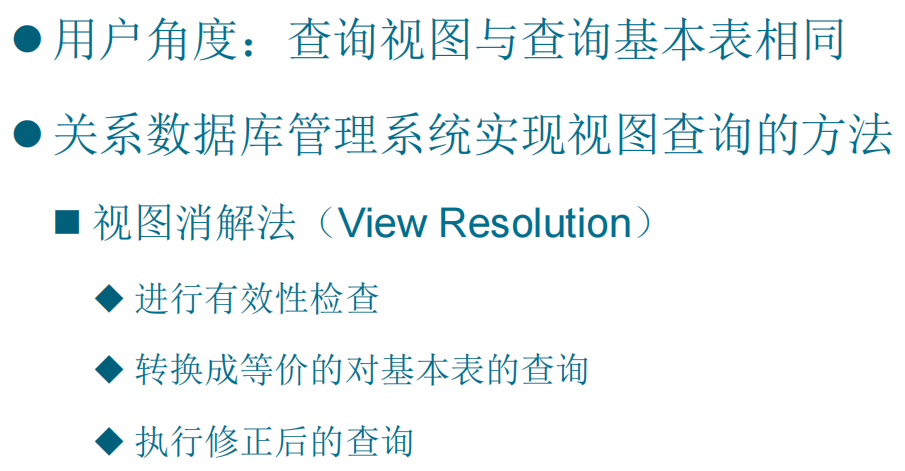 用户角度：查询视图与查询基本表相同
关系数据库管理系统实现视图查询的方法
视图消解法（View Resolution）
进行有效性检查
转换成等价的对基本表的查询
执行修正后的查询